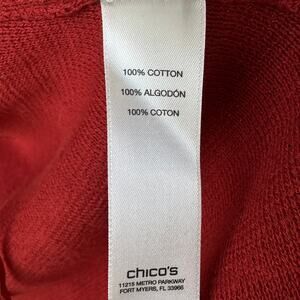 100% COTTON
100% ALGODÓN
100% COTON
chico's
11215 METRO PARKWAY
FORT MYERS, FL 33966